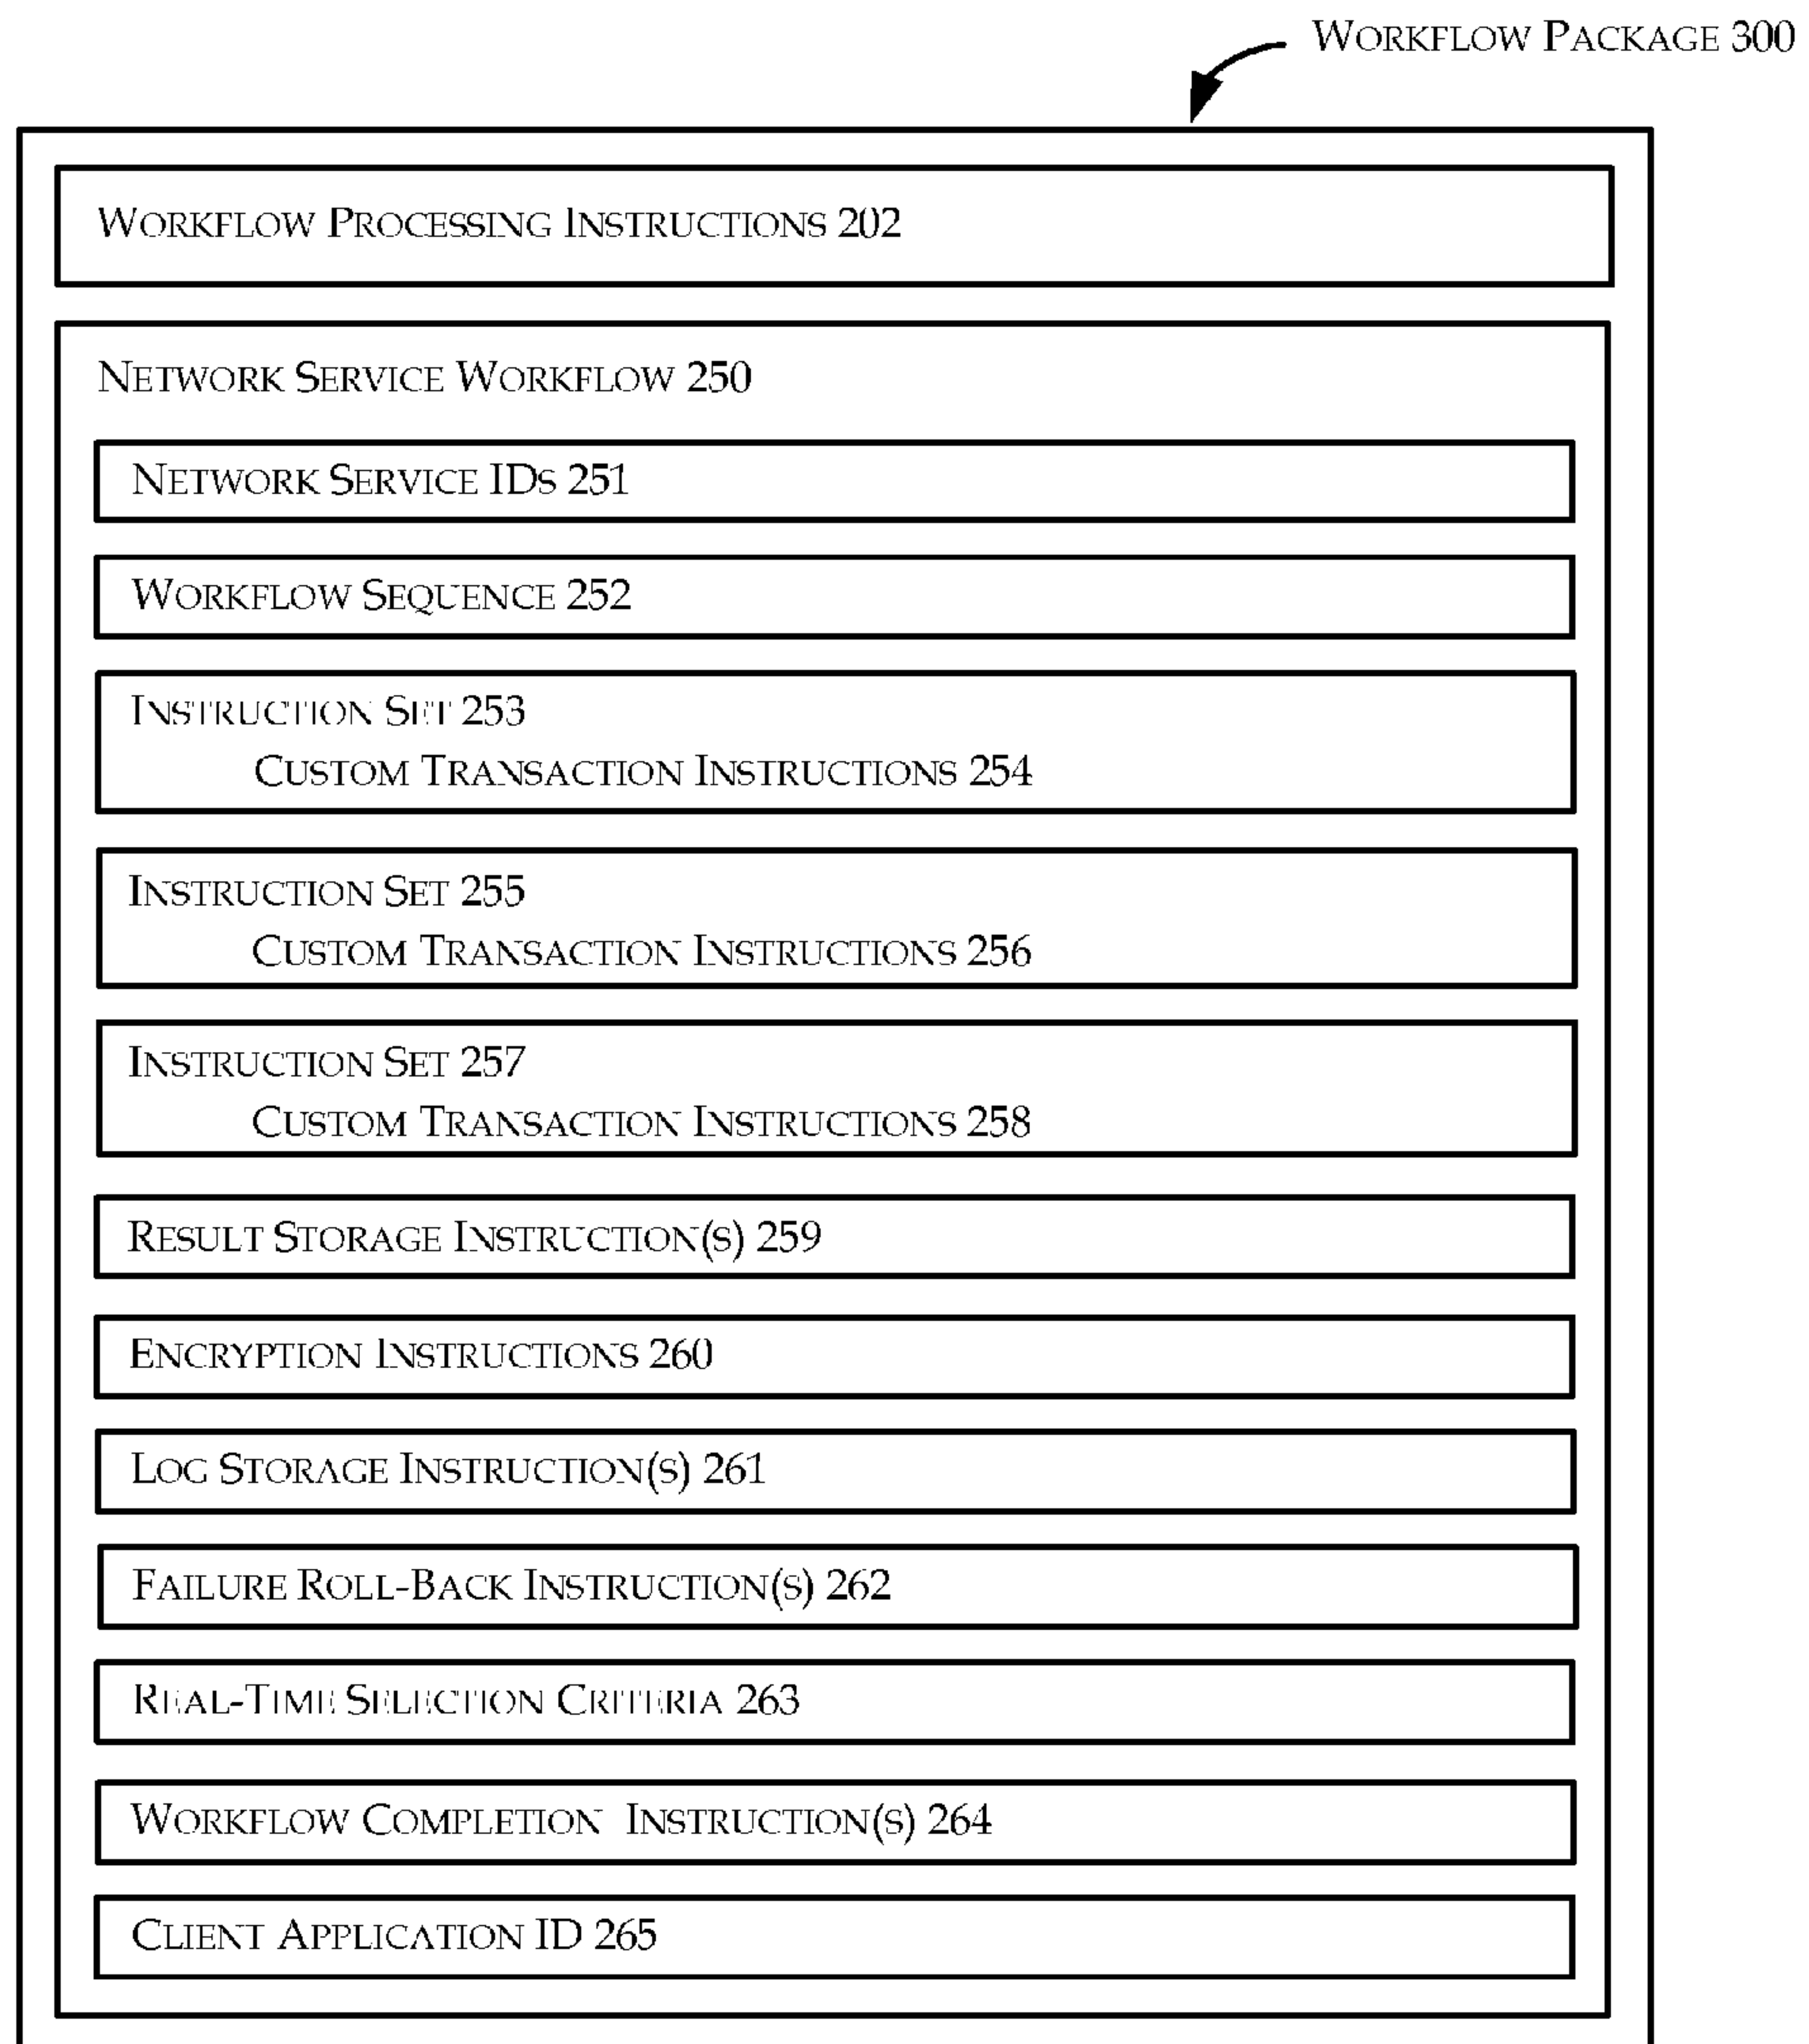 Workflow Package 300
Workflow Processing Instructions 202
Network Service Workflow 250
Network Service IDs 251
Workflow Sequence 252
Instruction Set 253
Custom Transaction Instructions 254
Instruction Set 255
Custom Transaction Instructions 256
Instruction Set 257
Custom Transaction Instructions 258
Result Storage Instruction(s) 259
Encryption Instructions 260
Log Storage Instruction(s) 261
Failure Roll-Back Instruction(s) 262
Real-Time Selection Criteria 263
Workflow Completion Instruction(s) 264
Client Application ID 265